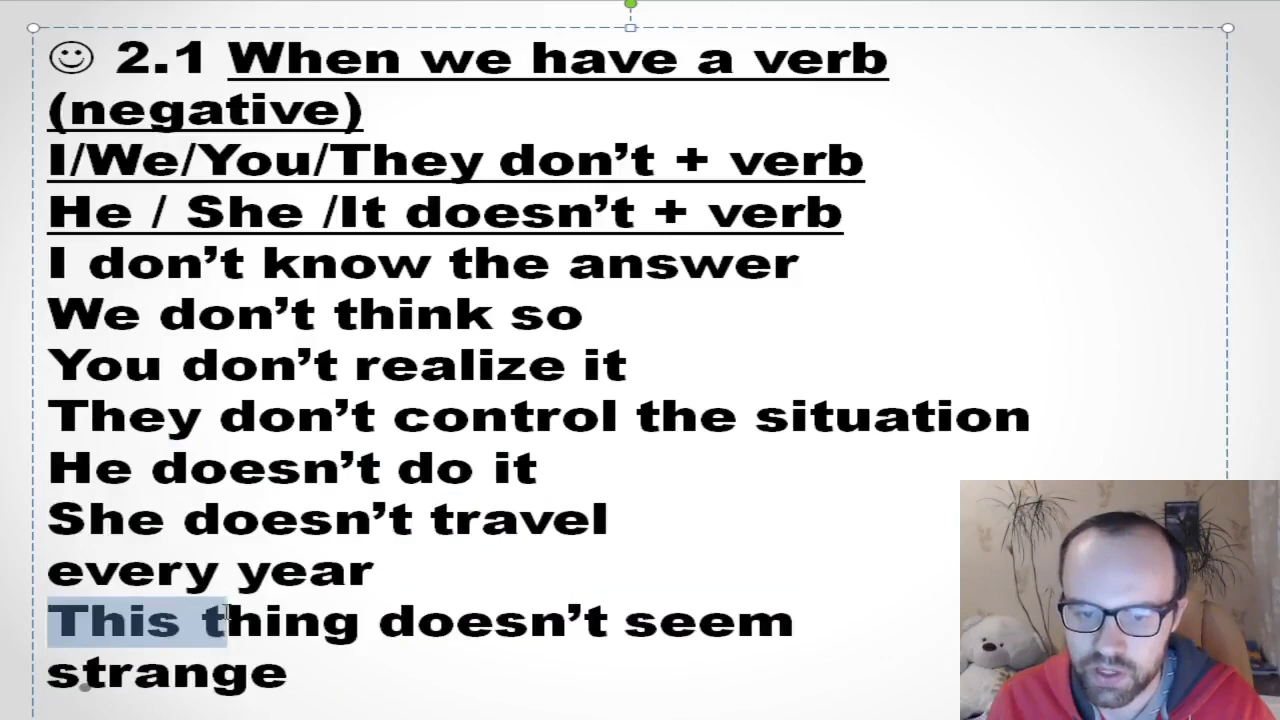 ☺ 2.1 When we have a verb
(negative)
I/We/You/They don’t + verb
He / She /It doesn’t + verb
I don’t know the answer
We don’t think so
You don’t realize it
They don’t control the situation
He doesn’t do it
She doesn’t travel
every year
This thing doesn’t seem
strange